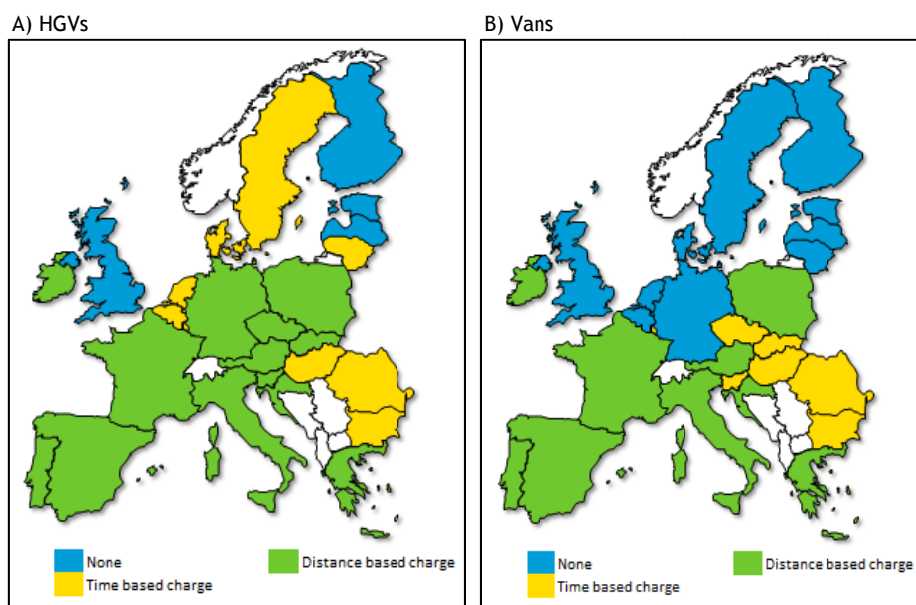 A) HGVs
B) Vans
None
Distance based charge
Time based charge
None
Distance based charge
Time based charge